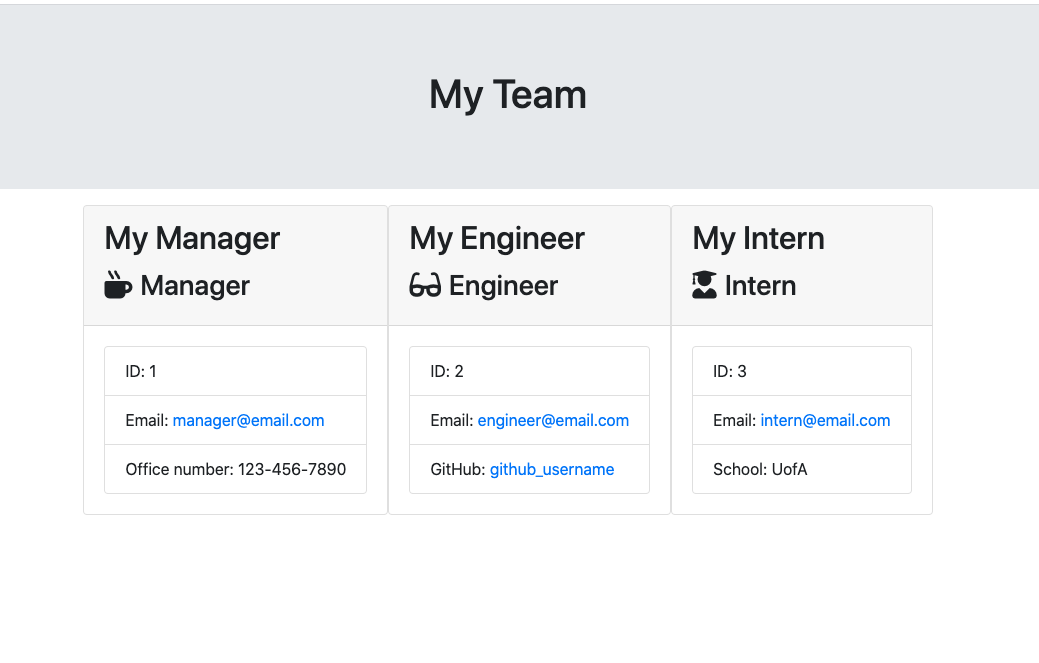 My Team
My Manager
Manager
ID: 1
Email: manager@email.com
Office number: 123-456-7890
My Engineer
Engineer
ID: 2
Email: engineer@email.com
GitHub: github_username
My Intern
Intern
ID: 3
Email: intern@email.com
School: UofA